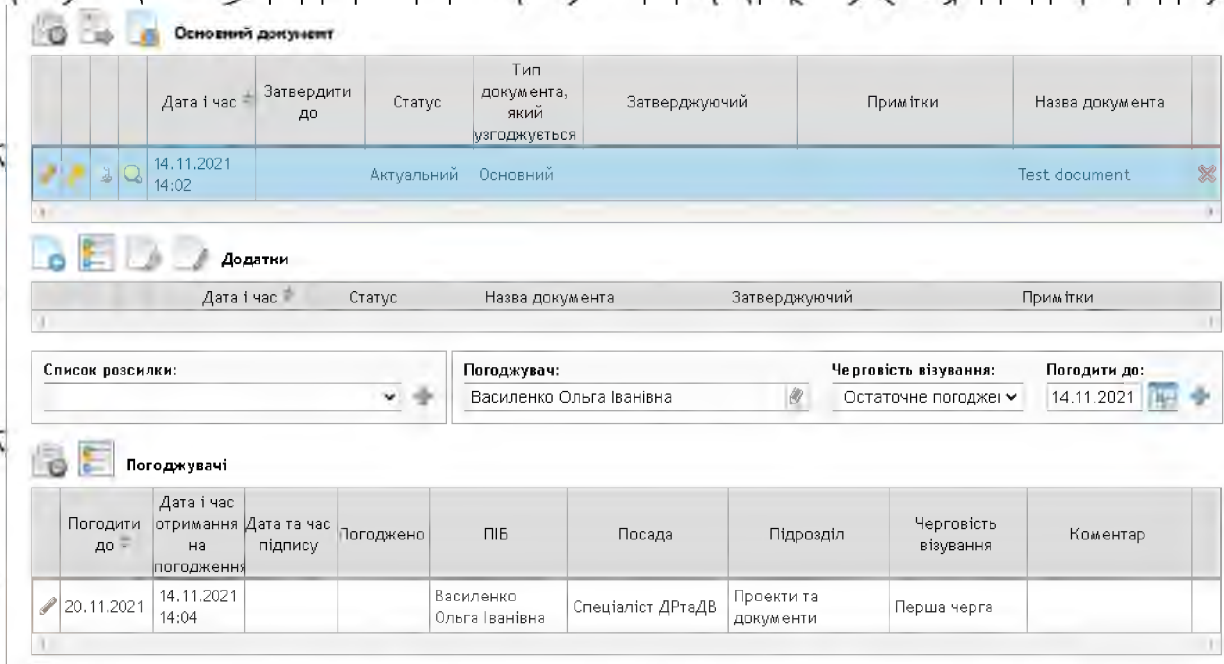 Основний документ
Дата і час
Затвердити до
Статус
Тип документа, який узгоджується
Затверджуючий
Примітки
Назва документа
14.11.2021 14:02
Актуальний
Основний
Test document
Додатки
Дата і час
Статус
Назва документа
Затверджуючий
Примітки
Список розсилки:
Погоджувач:
Черговість візування:
Погодити до:
Василенко Ольга Іванівна
Остаточне погоджен
14.11.2021
Погоджувачі
Погодити до
Дата і час отримання на погодження
Дата та час підпису
Погоджено
ПІБ
Посада
Підрозділ
Черговість візування
Коментар
20.11.2021
14.11.2021 14:04
Василенко Ольга Іванівна
Спеціаліст ДРтаДВ
Проекти та документи
Перша черга